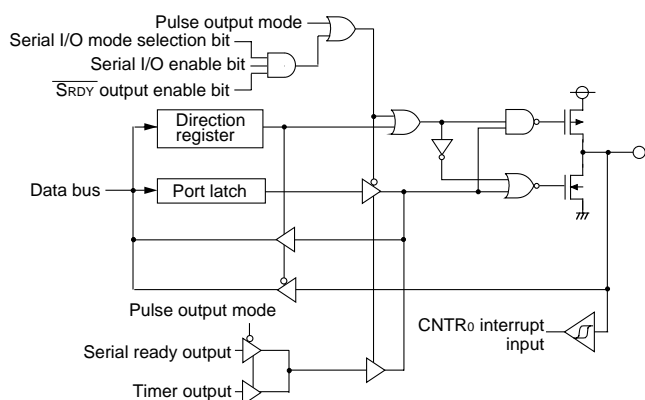 Pulse output mode
Serial I/O mode selection bit
Serial I/O enable bit
SRDY output enable bit
Direction
register
Data bus
Port latch
Pulse output mode
CNTR0 interrupt
input
Serial ready output
Timer output